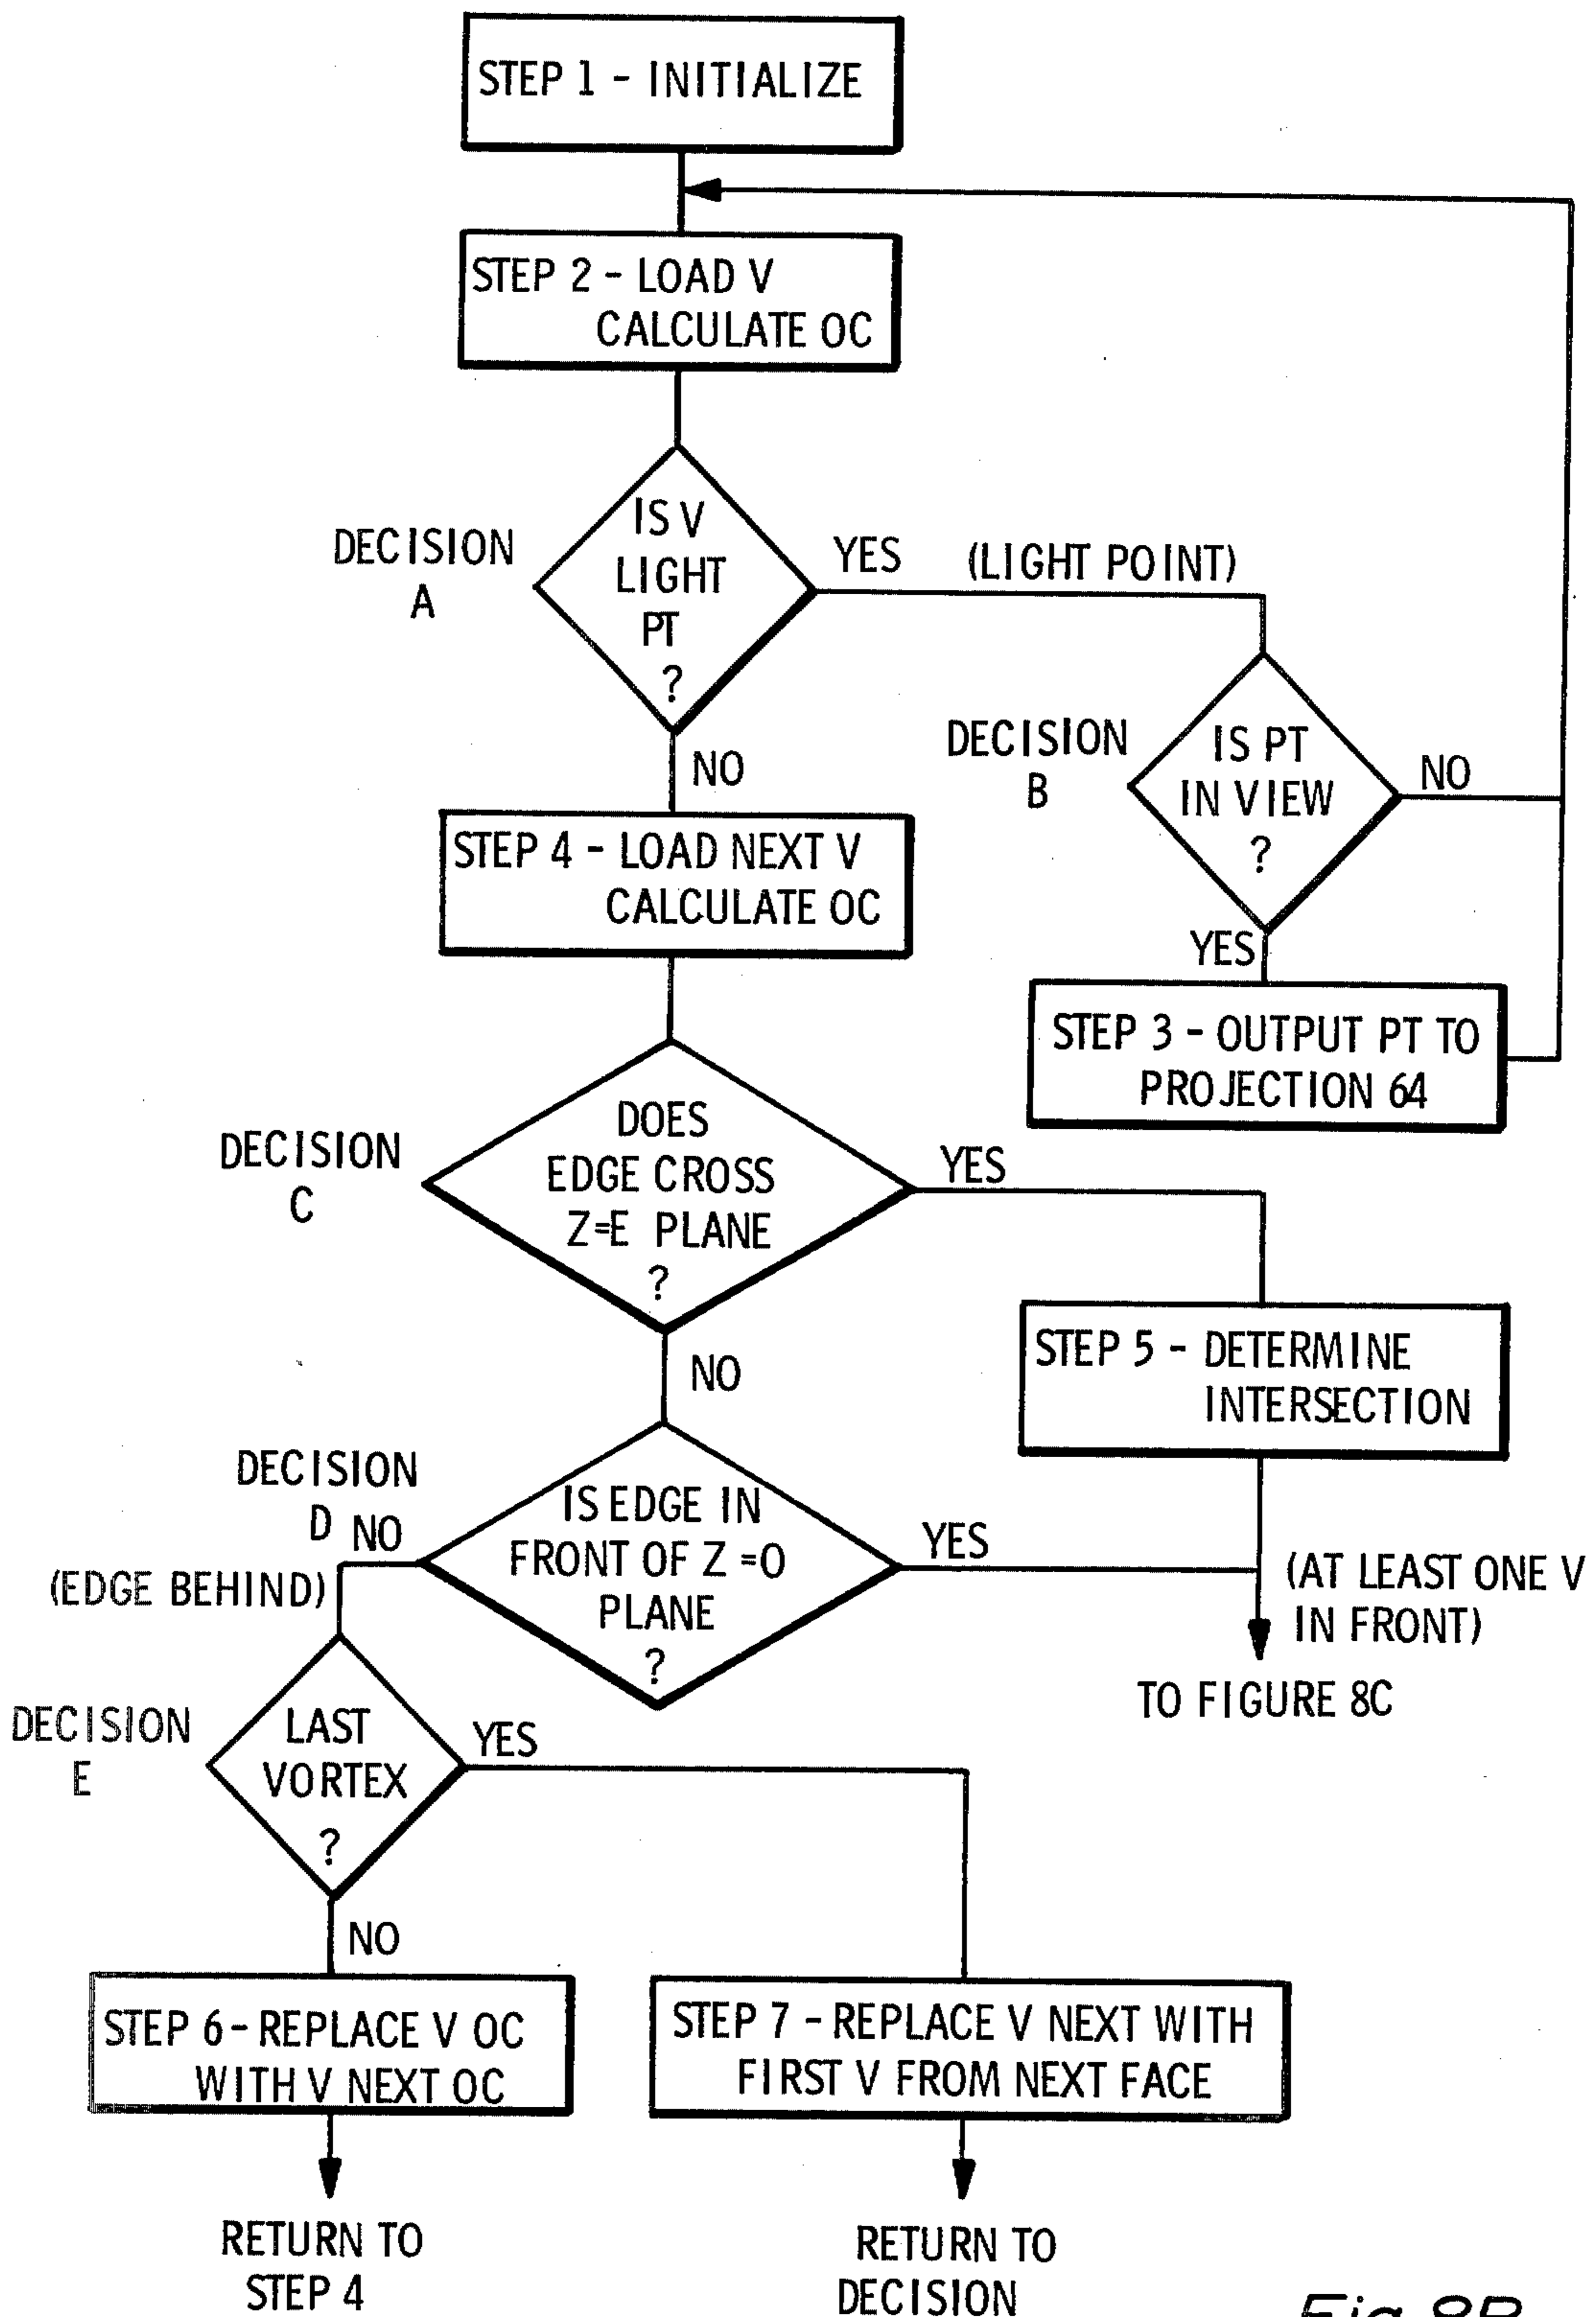 STEP 1 - INITIALIZE
STEP 2 - LOAD V
CALCULATE OC
DECISION
A
IS V
LIGHT
PT
?
YES (LIGHT POINT)
NO
DECISION
B
IS PT
IN VIEW
?
NO
YES
STEP 3 - OUTPUT PT TO
PROJECTION 64
STEP 4 - LOAD NEXT V
CALCULATE OC
DECISION
C
DOES
EDGE CROSS
Z=E PLANE
?
YES
NO
STEP 5 - DETERMINE
INTERSECTION
DECISION
D
IS EDGE IN
FRONT OF Z =0
PLANE
?
YES
(AT LEAST ONE V
IN FRONT)
TO FIGURE 8C
NO
(EDGE BEHIND)
DECISION
E
LAST
VORTEX
?
YES
NO
STEP 6 - REPLACE V OC
WITH V NEXT OC
STEP 7 - REPLACE V NEXT WITH
FIRST V FROM NEXT FACE
RETURN TO
STEP 4
RETURN TO
DECISION
Fig 8B